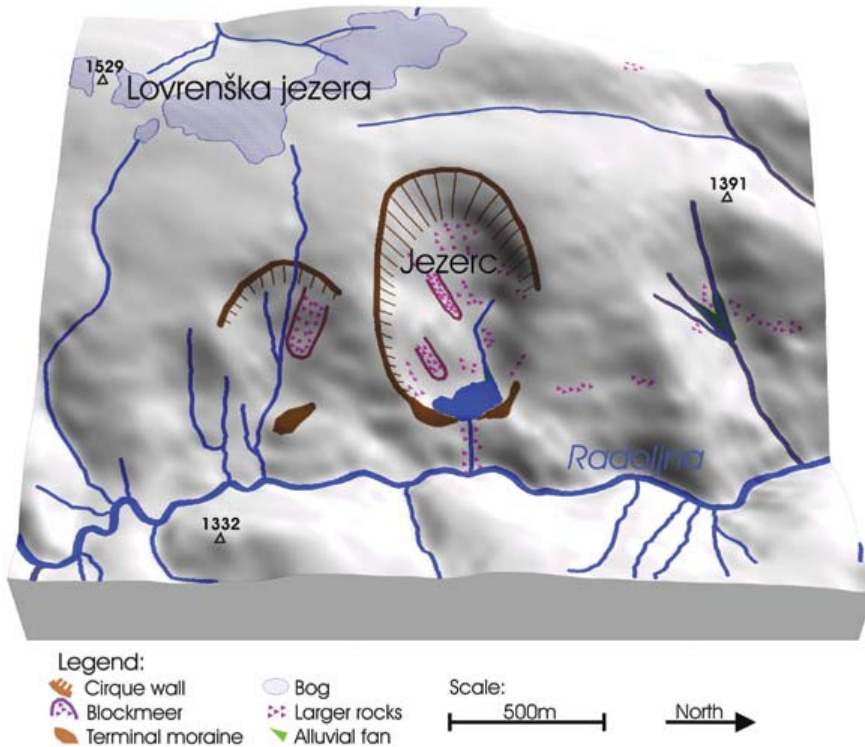 1529
Lovrenška jezera
1391
Jezerc
Radoljna
1332
Legend:
Cirque wall
Blockmeer
Terminal moraine
Bog
Larger rocks
Alluvial fan
Scale:
500m
North